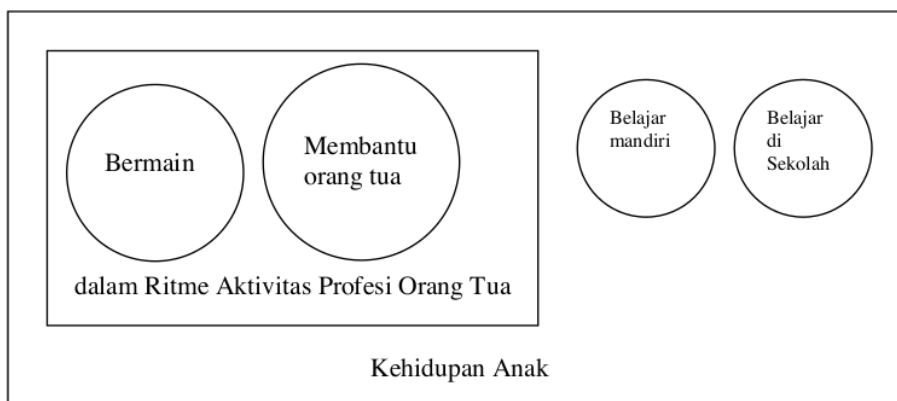 Bermain
Membantu
orang tua
Belajar
mandiri
Belajar
di
Sekolah
dalam Ritme Aktivitas Profesi Orang Tua
Kehidupan Anak